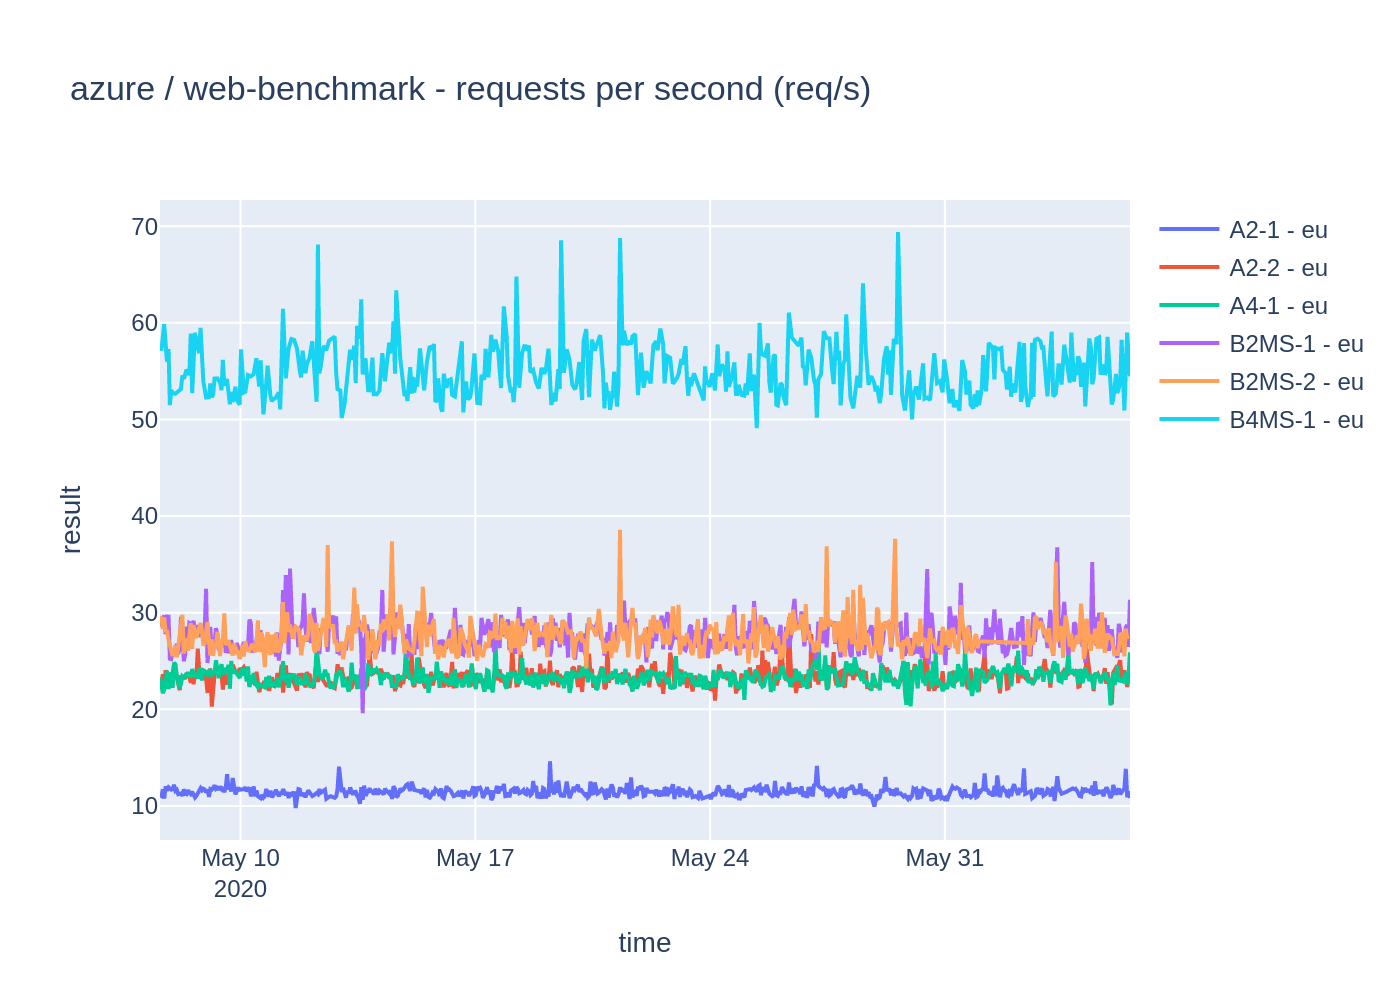 azure / web-benchmark - requests per second (req/s)
70
60
50
40
30
20
10
result
May 10
2020
May 17
May 24
May 31
time
A2-1 - eu
A2-2 - eu
A4-1 - eu
B2MS-1 - eu
B2MS-2 - eu
B4MS-1 - eu